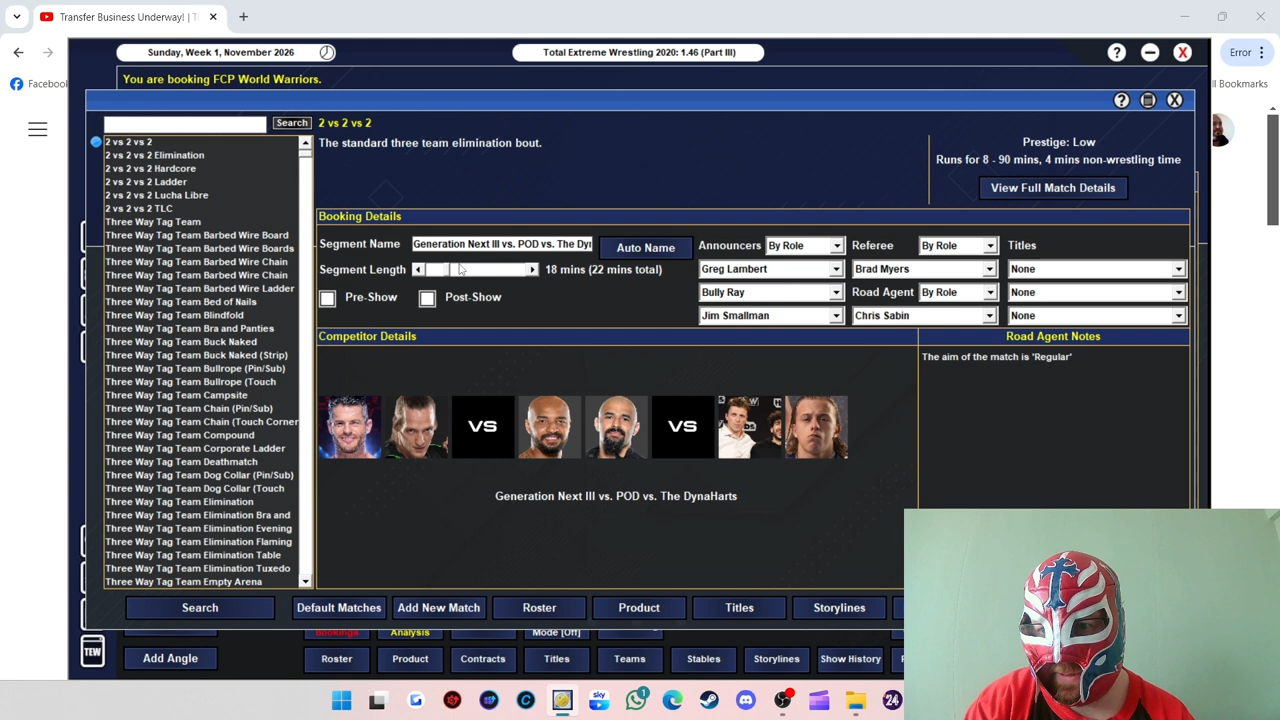 Transfer Business Underway! | T
Error
Facebook
ll Bookmarks
Sunday, Week 1, November 2026
Total Extreme Wrestling 2020: 1.46 (Part III)
You are booking FCP World Warriors.
Search
2 vs 2 vs 2
The standard three team elimination bout.
Prestige: Low
Runs for 8 - 90 mins, 4 mins non-wrestling time
View Full Match Details
2 vs 2 vs 2
2 vs 2 vs 2 Elimination
2 vs 2 vs 2 Hardcore
2 vs 2 vs 2 Ladder
2 vs 2 vs 2 Lucha Libre
2 vs 2 vs 2 TLC
Three Way Tag Team
Three Way Tag Team Barbed Wire Board
Three Way Tag Team Barbed Wire Boards
Three Way Tag Team Barbed Wire Chain
Three Way Tag Team Barbed Wire Chain
Three Way Tag Team Barbed Wire Ladder
Three Way Tag Team Bed of Nails
Three Way Tag Team Blindfold
Three Way Tag Team Bra and Panties
Three Way Tag Team Buck Naked
Three Way Tag Team Buck Naked (Strip)
Three Way Tag Team Bullrope (Pin/Sub)
Three Way Tag Team Bullrope (Touch
Three Way Tag Team Campsite
Three Way Tag Team Chain (Pin/Sub)
Three Way Tag Team Chain (Touch Corner
Three Way Tag Team Compound
Three Way Tag Team Corporate Ladder
Three Way Tag Team Deathmatch
Three Way Tag Team Dog Collar (Pin/Sub)
Three Way Tag Team Dog Collar (Touch
Three Way Tag Team Elimination
Three Way Tag Team Elimination Bra and
Three Way Tag Team Elimination Evening
Three Way Tag Team Elimination Flaming
Three Way Tag Team Elimination Table
Three Way Tag Team Elimination Tuxedo
Three Way Tag Team Empty Arena
Booking Details
Segment Name
Generation Next III vs. POD vs. The Dyn
Auto Name
Segment Length
18 mins (22 mins total)
Pre-Show
Post-Show
Announcers
By Role
Greg Lambert
Bully Ray
Jim Smallman
Referee
By Role
Brad Myers
Road Agent
By Role
Chris Sabin
Titles
None
None
None
Competitor Details
Road Agent Notes
The aim of the match is 'Regular'
VS
VS
Generation Next III vs. POD vs. The DynaHarts
Search
Default Matches
Add New Match
Roster
Product
Titles
Storylines
Bookings
Analysis
Mode [Off]
TEW
Add Angle
Roster
Product
Contracts
Titles
Teams
Stables
Storylines
Show History
sky
1
24